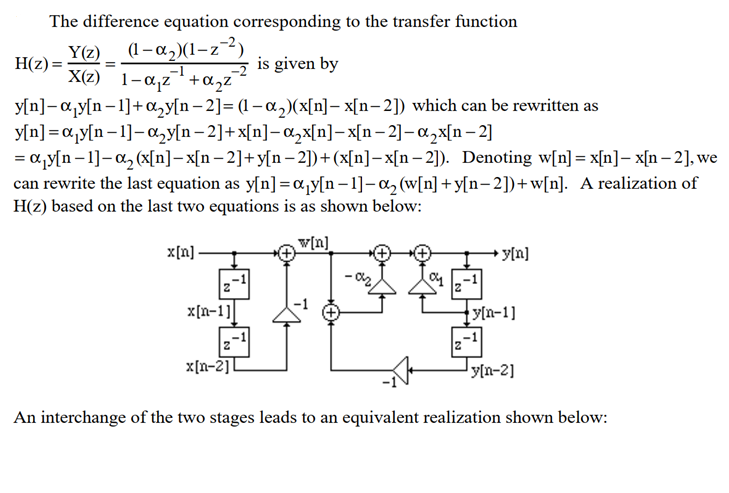 The difference equation corresponding to the transfer function
H(z) = Y(z)/X(z) = (1−α₂)(1−z⁻²)/(1−α₁z⁻¹+α₂z⁻²) is given by
y[n]−α₁y[n−1]+α₂y[n−2]=(1−α₂)(x[n]−x[n−2]) which can be rewritten as
y[n]=α₁y[n−1]−α₂y[n−2]+x[n]−α₂x[n]−x[n−2]−α₂x[n−2]
=α₁y[n−1]−α₂(x[n]−x[n−2]+y[n−2])+(x[n]−x[n−2]). Denoting w[n]=x[n]−x[n−2], we
can rewrite the last equation as y[n]=α₁y[n−1]−α₂(w[n]+y[n−2])+w[n]. A realization of
H(z) based on the last two equations is as shown below:
x[n] + w[n] + + y[n]
z⁻¹ −α₂ α₁ z⁻¹
x[n−1] −1 + y[n−1]
z⁻¹ z⁻¹
x[n−2] −1 y[n−2]
An interchange of the two stages leads to an equivalent realization shown below: